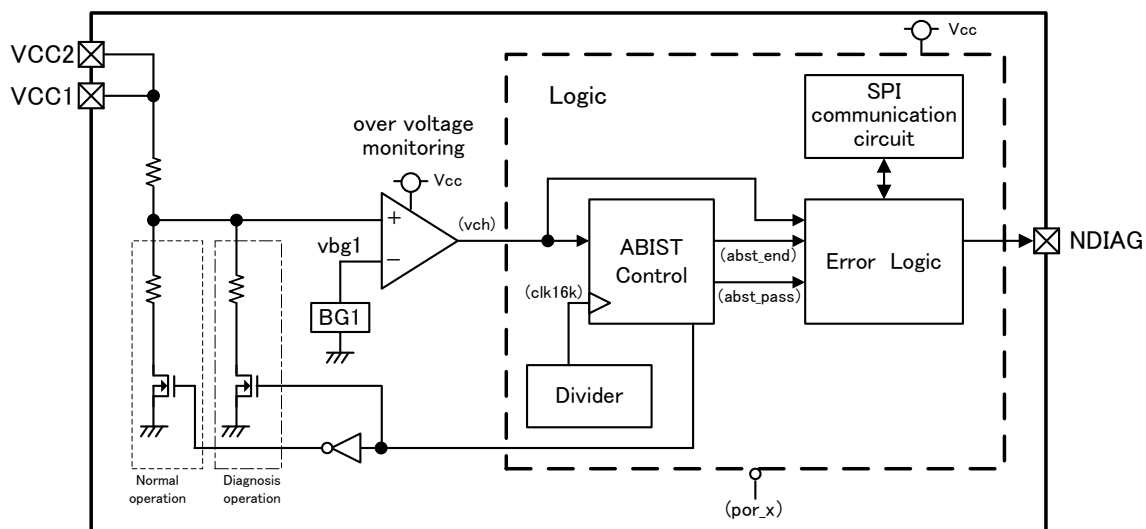 VCC2
VCC1
Vcc
Logic
SPI
communication
circuit
over voltage
monitoring
Vcc
+
−
vbg1
BG1
(vch)
ABIST
Control
(clk16k)
(abst_end)
(abst_pass)
Error Logic
NDIAG
Divider
Normal
operation
Diagnosis
operation
(por_x)